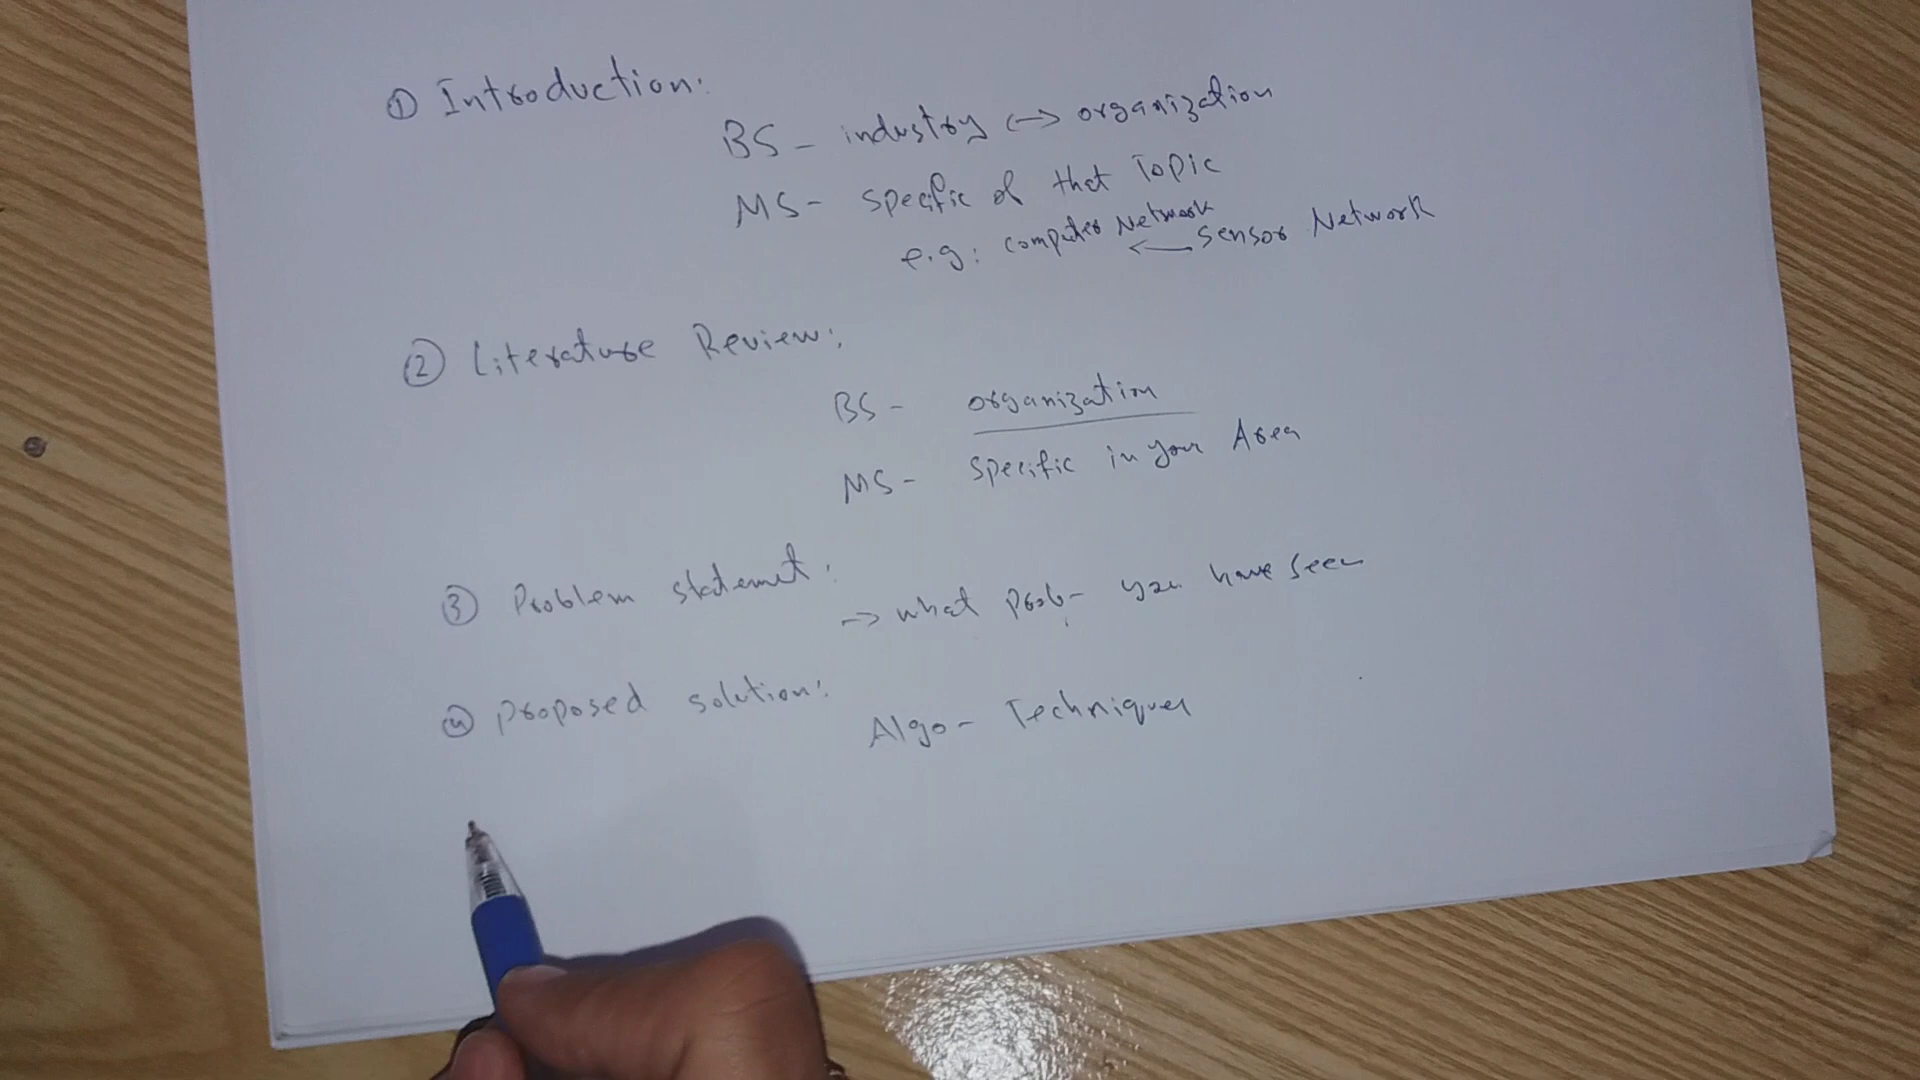 ① Introduction:
BS - industry <-> organization
MS - specific of that Topic
e.g: computer Network <- Sensor Network
② Literature Review:
BS - organization
MS - specific in your Area
③ Problem statemet:
-> what prob- you have seen
④ proposed solution:
Algo - Techniques